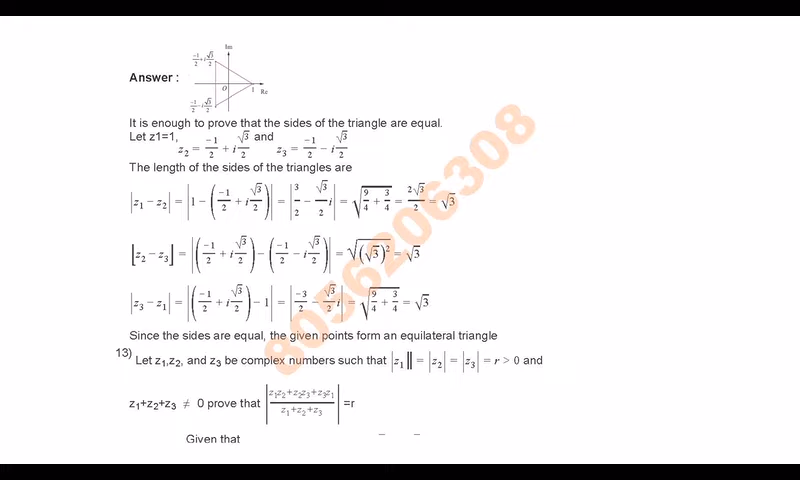 Im
-1/2 + i √3/2
Answer :
O 1 Re
-1/2 - i √3/2
It is enough to prove that the sides of the triangle are equal.
Let z1=1, z₂ = -1/2 + i √3/2 and z₃ = -1/2 - i √3/2
The length of the sides of the triangles are
|z₁ - z₂| = |1 - (-1/2 + i √3/2)| = |3/2 - √3/2 i| = √(9/4 + 3/4) = 2√3/2 = √3
⌊z₂ - z₃⌋ = |(-1/2 + i √3/2) - (-1/2 - i √3/2)| = √((√3)²) = √3
|z₃ - z₁| = |(-1/2 + i √3/2) - 1| = |-3/2 - √3/2 i| = √(9/4 + 3/4) = √3
Since the sides are equal, the given points form an equilateral triangle
13) Let z₁,z₂, and z₃ be complex numbers such that |z₁‖ = |z₂| = |z₃| = r > 0 and
z₁+z₂+z₃ ≠ 0 prove that |(z₁z₂+z₂z₃+z₃z₁)/(z₁+z₂+z₃)| =r
Given that
8056206308